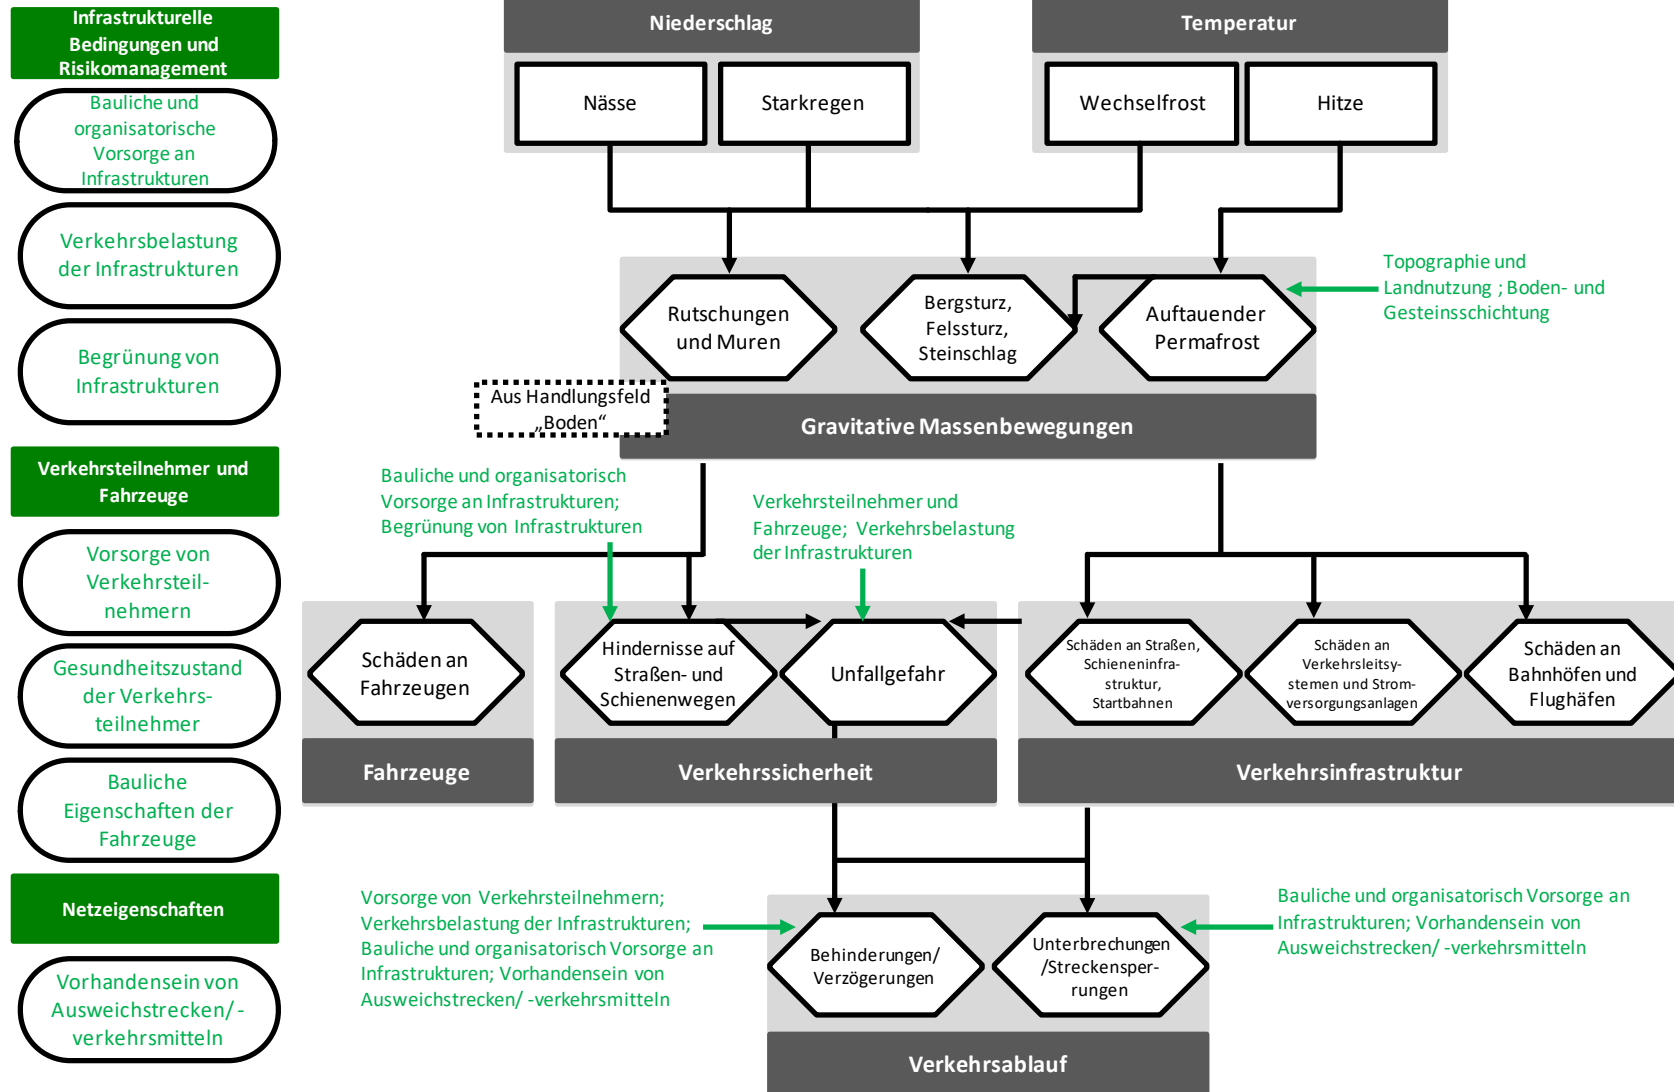 Infrastrukturelle
Bedingungen und
Risikomanagement
Bauliche und
organisatorische
Vorsorge an
Infrastrukturen
Verkehrsbelastung
der Infrastrukturen
Begrünung von
Infrastrukturen
Verkehrsteilnehmer und
Fahrzeuge
Vorsorge von
Verkehrsteil-
nehmern
Gesundheitszustand
der Verkehrs-
teilnehmer
Bauliche
Eigenschaften der
Fahrzeuge
Netzeigenschaften
Vorhandensein von
Ausweichstrecken/ -
verkehrsmitteln
Niederschlag
Nässe
Starkregen
Temperatur
Wechselfrost
Hitze
Rutschungen
und Muren
Bergsturz,
Felssturz,
Steinschlag
Auftauender
Permafrost
Topographie und
Landnutzung ; Boden- und
Gesteinsschichtung
Aus Handlungsfeld
„Boden“
Gravitative Massenbewegungen
Bauliche und organisatorisch
Vorsorge an Infrastrukturen;
Begrünung von Infrastrukturen
Verkehrsteilnehmer und
Fahrzeuge; Verkehrsbelastung
der Infrastrukturen
Schäden an
Fahrzeugen
Hindernisse auf
Straßen- und
Schienenwegen
Unfallgefahr
Schäden an Straßen,
Schieneninfra-
struktur,
Startbahnen
Schäden an
Verkehrsleitsy-
stemen und Strom-
versorgungsanlagen
Schäden an
Bahnhöfen und
Flughäfen
Fahrzeuge
Verkehrssicherheit
Verkehrsinfrastruktur
Vorsorge von Verkehrsteilnehmern;
Verkehrsbelastung der Infrastrukturen;
Bauliche und organisatorisch Vorsorge an
Infrastrukturen; Vorhandensein von
Ausweichstrecken/ -verkehrsmitteln
Behinderungen/
Verzögerungen
Unterbrechungen
/Streckensper-
rungen
Bauliche und organisatorisch Vorsorge an
Infrastrukturen; Vorhandensein von
Ausweichstrecken/ -verkehrsmitteln
Verkehrsablauf